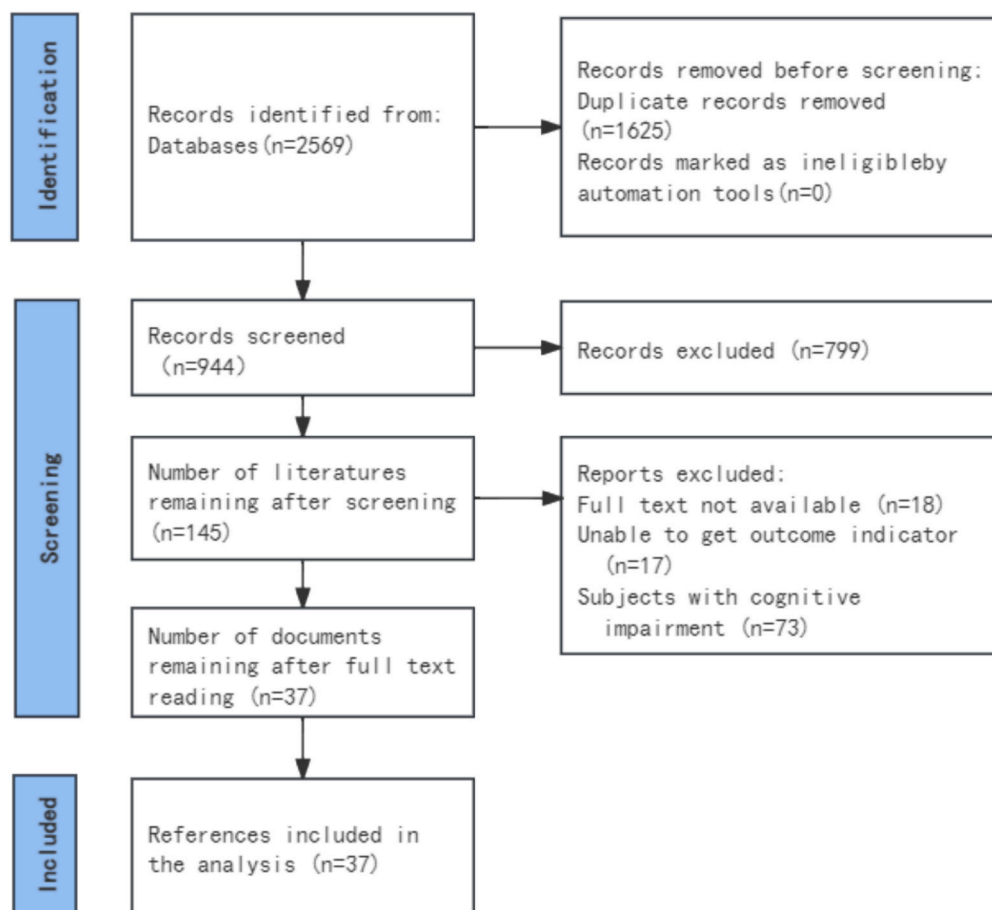 Identification
Records identified from:
Databases(n=2569)
Records removed before screening:
Duplicate records removed
(n=1625)
Records marked as ineligibleby
automation tools(n=0)
Screening
Records screened
(n=944)
Records excluded (n=799)
Number of literatures
remaining after screening
(n=145)
Reports excluded:
Full text not available (n=18)
Unable to get outcome indicator
(n=17)
Subjects with cognitive
impairment (n=73)
Number of documents
remaining after full text
reading (n=37)
Included
References included in
the analysis (n=37)